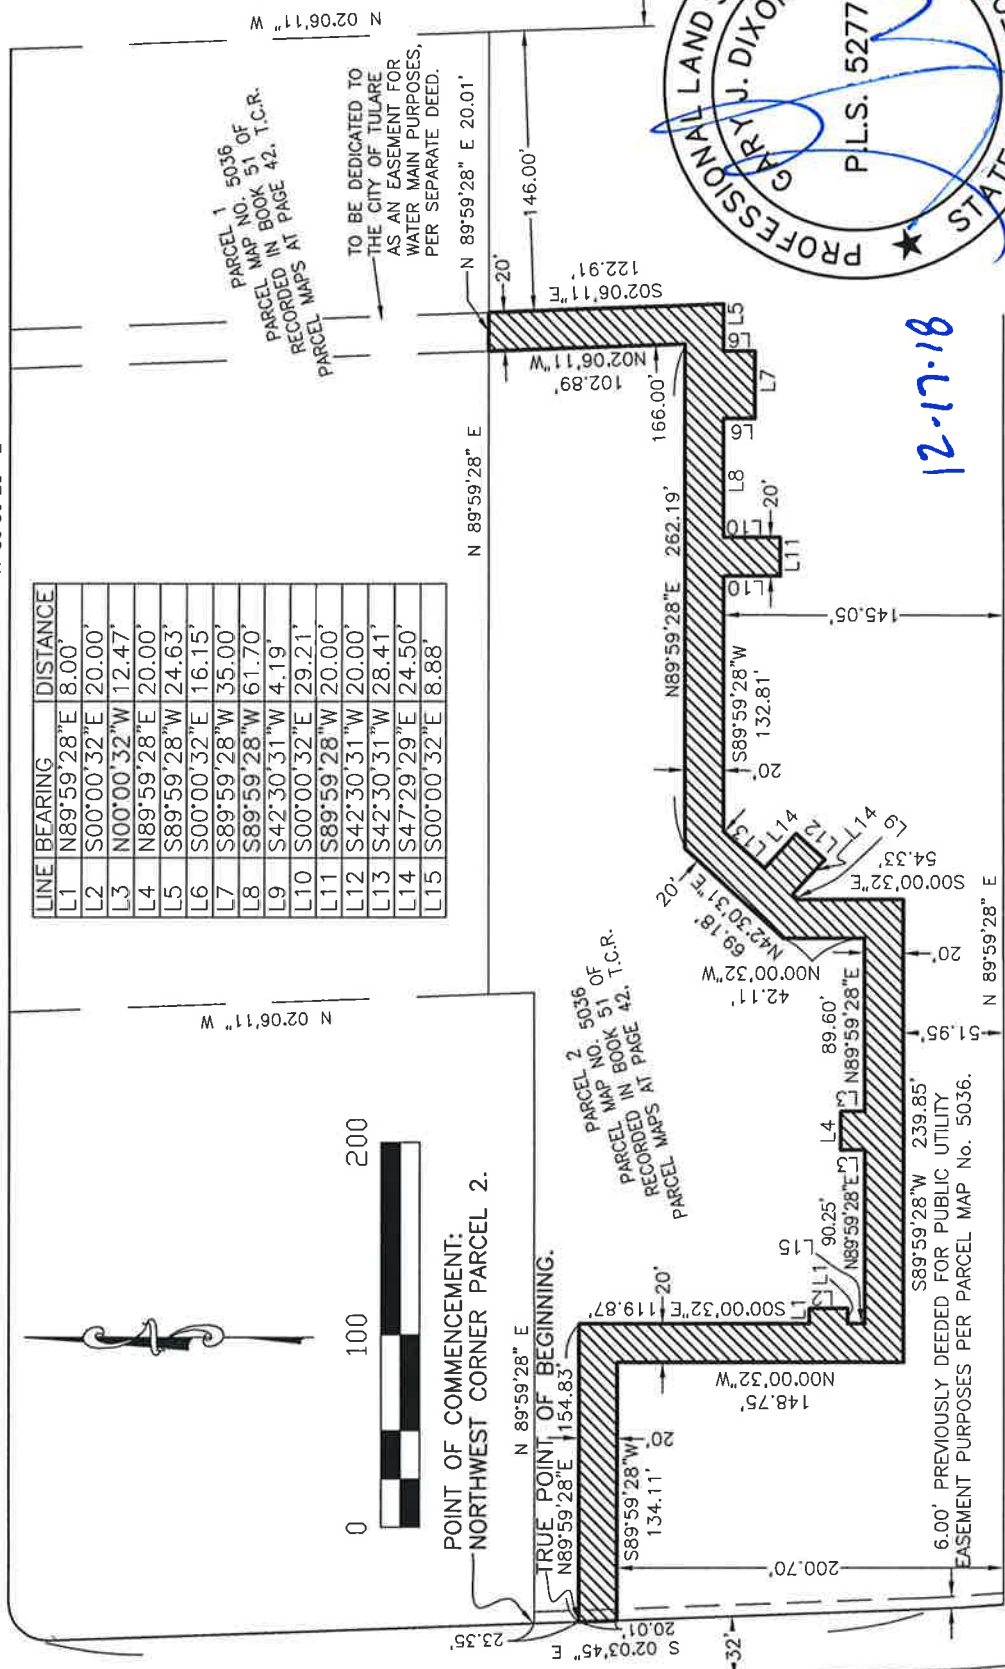 N 02°06'11" W
PARCEL 1
PARCEL MAP NO. 5036
RECORDED IN BOOK 51 OF
PARCEL MAPS AT PAGE 42, T.C.R.
TO BE DEDICATED TO
THE CITY OF TULARE
AS AN EASEMENT FOR
WATER MAIN PURPOSES,
PER SEPARATE DEED.
N 89°59'28" E 20.01'
146.00'
20'
S02°06'11"E
122.91'
N02°06'11"W
102.89'
166.00'
L5
L6
L7
L6
L8
L10
20'
L11
L10
N 89°59'28" E
N89°59'28"E 262.19'
S89°59'28"W
132.81'
20'
145.05'
LINE BEARING DISTANCE
L1 N89°59'28"E 8.00'
L2 S00°00'32"E 20.00'
L3 N00°00'32"W 12.47'
L4 N89°59'28"E 20.00'
L5 S89°59'28"W 24.63'
L6 S00°00'32"E 16.15'
L7 S89°59'28"W 35.00'
L8 S89°59'28"W 61.70'
L9 S42°30'31"W 4.19'
L10 S00°00'32"E 29.21'
L11 S89°59'28"W 20.00'
L12 S42°30'31"W 20.00'
L13 S42°30'31"W 28.41'
L14 S47°29'29"E 24.50'
L15 S00°00'32"E 8.88'
L13
L14
L12
L14
L9
20'
N42°30'31"E
69.18'
N00°00'32"W
42.11'
S00°00'32"E
54.33'
20'
51.95'
N 89°59'28" E
N 02°06'11" W
PARCEL 2
PARCEL MAP NO. 5036
RECORDED IN BOOK 51 OF
PARCEL MAPS AT PAGE 42, T.C.R.
89.60'
N89°59'28"E
L3
L4
L3
90.25'
N89°59'28"E
L15
L1
L2
L1
S89°59'28"W 239.85'
0 100 200
POINT OF COMMENCEMENT:
NORTHWEST CORNER PARCEL 2.
N 89°59'28" E
TRUE POINT OF BEGINNING.
N89°59'28"E 154.83'
S89°59'28"W
134.11'
20'
20'
S00°00'32"E 119.87'
N00°00'32"W
148.75'
23.35'
S 02°03'45" E
20.01'
200.70'
32'
6.00' PREVIOUSLY DEEDED FOR PUBLIC UTILITY
EASEMENT PURPOSES PER PARCEL MAP No. 5036.
PROFESSIONAL LAND
GARY J. DIXON
P.L.S. 5277
STATE
12-17-18